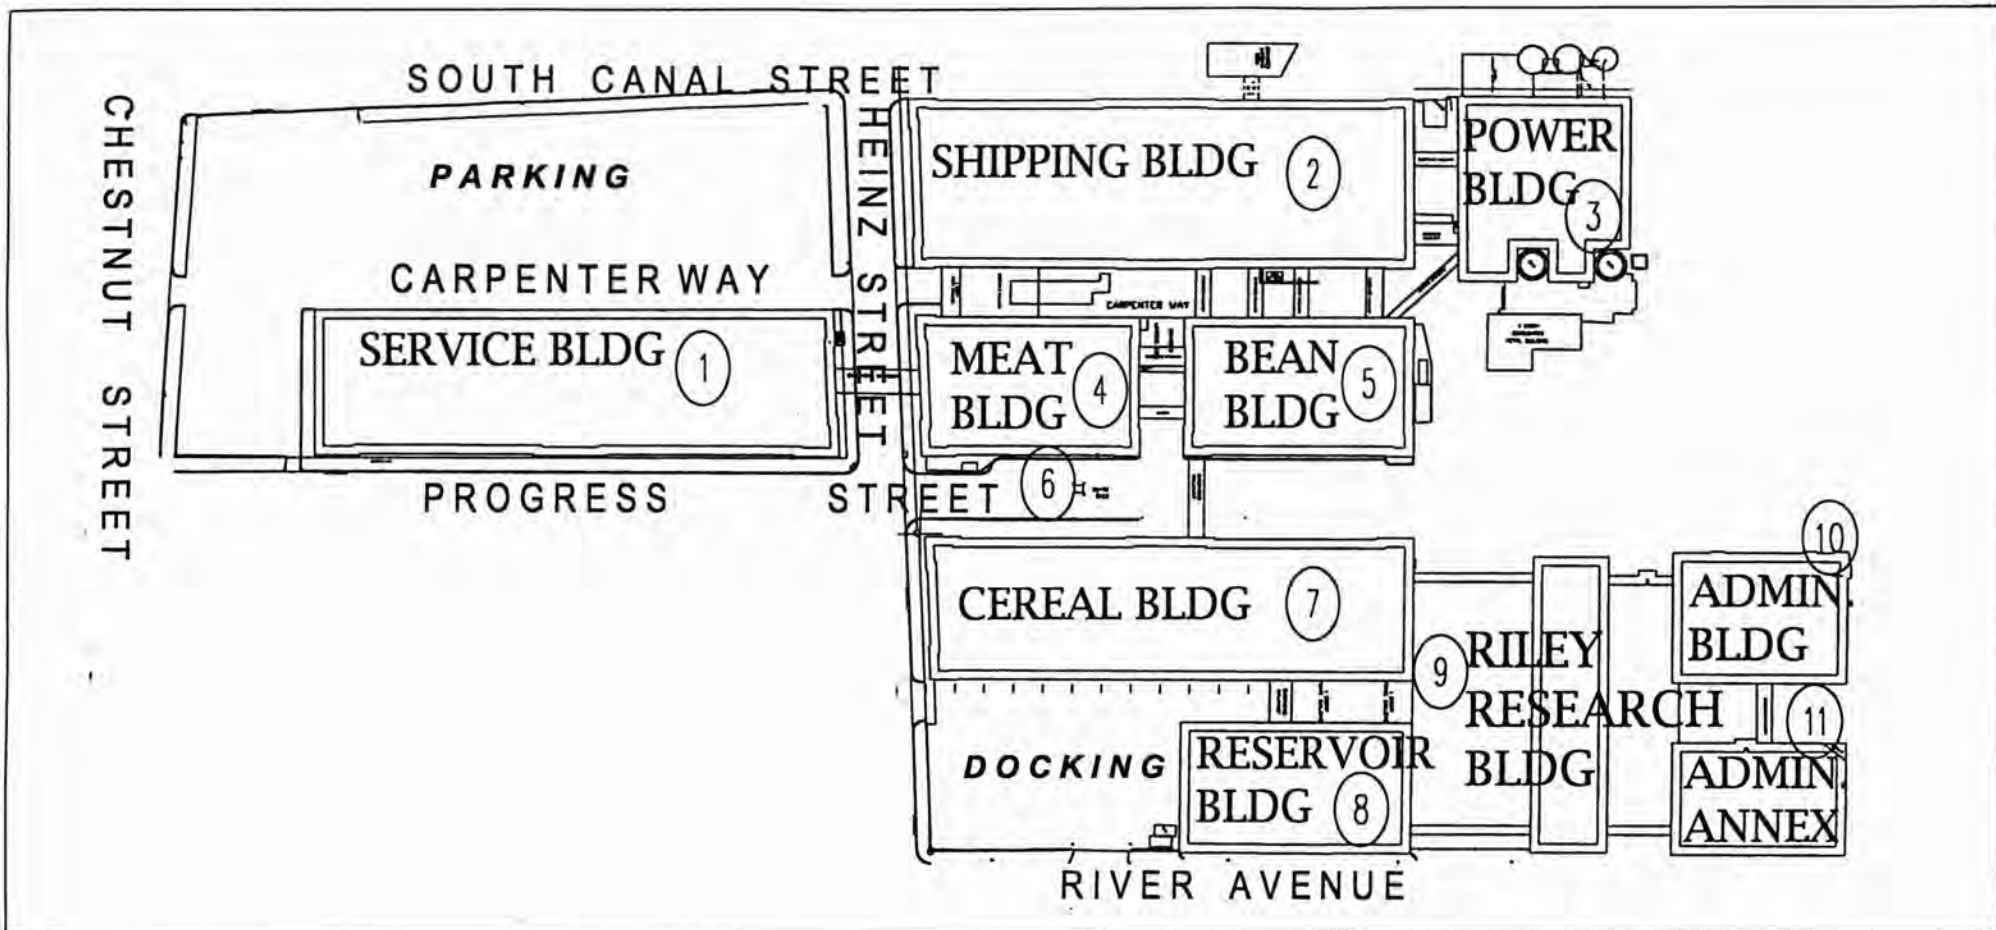 SOUTH CANAL STREET
CHESTNUT STREET
PARKING
HEINZ STREET
SHIPPING BLDG 2
POWER
BLDG 3
CARPENTER WAY
CARPENTER WAY
SERVICE BLDG 1
MEAT
BLDG 4
BEAN
BLDG 5
PROGRESS STREET
6
CEREAL BLDG 7
10
ADMIN.
BLDG
9 RILEY
RESEARCH
BLDG
11
DOCKING
RESERVOIR
BLDG 8
ADMIN
ANNEX
RIVER AVENUE